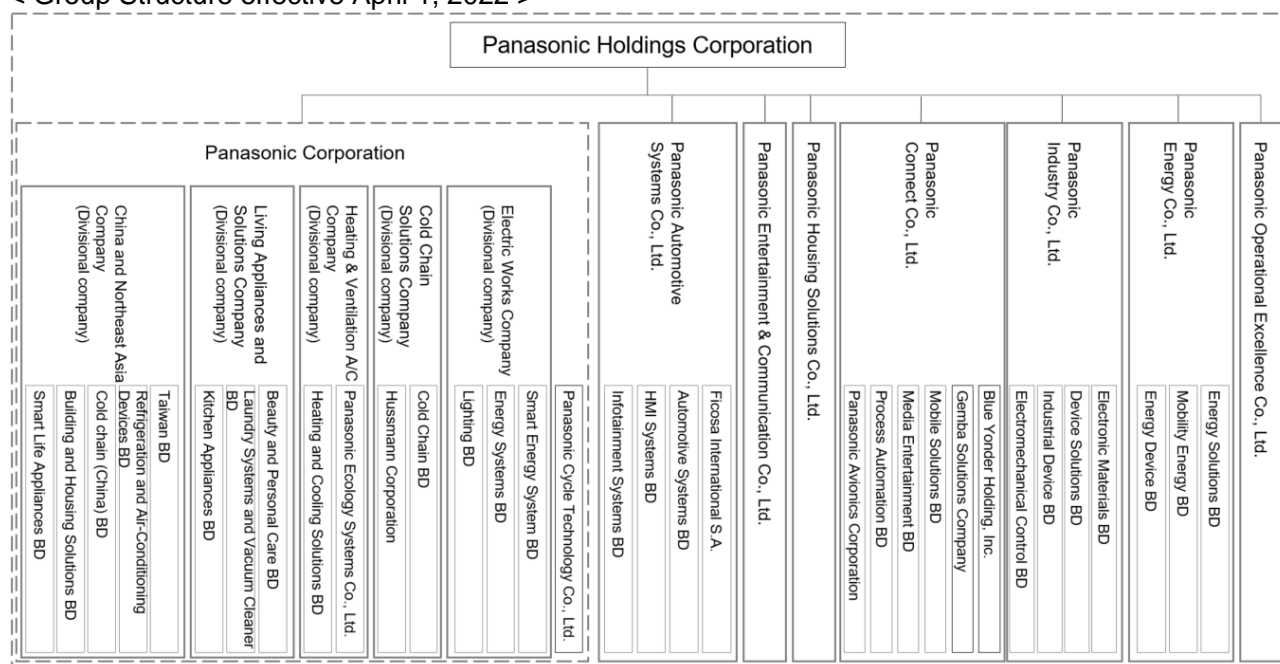 < Group Structure effective April 1, 2022 >
Panasonic Holdings Corporation
Panasonic Corporation
China and Northeast Asia
Company
(Divisional company)
Smart Life Appliances BD
Building and Housing Solutions BD
Cold chain (China) BD
Refrigeration and Air-Conditioning
Devices BD
Taiwan BD
Living Appliances and
Solutions Company
(Divisional company)
Kitchen Appliances BD
Laundry Systems and Vacuum Cleaner
BD
Beauty and Personal Care BD
Heating & Ventilation A/C
Company
(Divisional company)
Heating and Cooling Solutions BD
Panasonic Ecology Systems Co., Ltd.
Cold Chain
Solutions Company
(Divisional company)
Hussmann Corporation
Cold Chain BD
Electric Works Company
(Divisional company)
Lighting BD
Energy Systems BD
Smart Energy System BD
Panasonic Cycle Technology Co., Ltd.
Panasonic Automotive
Systems Co., Ltd.
Infotainment Systems BD
HMI Systems BD
Automotive Systems BD
Ficosa International S.A.
Panasonic Entertainment & Communication Co., Ltd.
Panasonic Housing Solutions Co., Ltd.
Panasonic
Connect Co., Ltd.
Panasonic Avionics Corporation
Process Automation BD
Media Entertainment BD
Mobile Solutions BD
Gemba Solutions Company
Blue Yonder Holding, Inc.
Panasonic
Industry Co., Ltd.
Electromechanical Control BD
Industrial Device BD
Device Solutions BD
Electronic Materials BD
Panasonic
Energy Co., Ltd.
Energy Device BD
Mobility Energy BD
Energy Solutions BD
Panasonic Operational Excellence Co., Ltd.